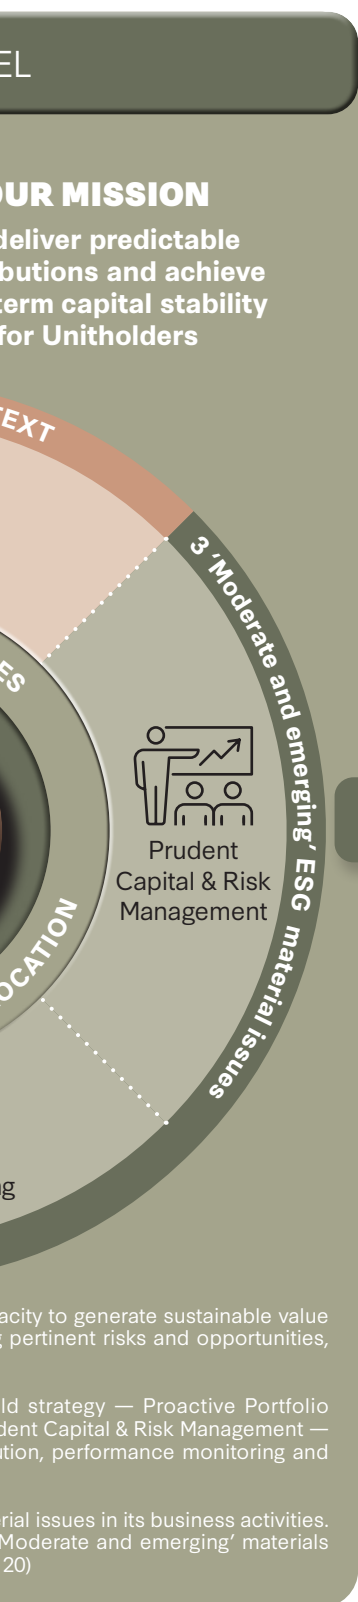 EL
OUR MISSION
deliver predictable
butions and achieve
term capital stability
for Unitholders
TEXT
3 ‘Moderate and emerging’ ESG material issues
ES
Prudent
Capital & Risk
Management
OCATION
ng
acity to generate sustainable value
g pertinent risks and opportunities,
ld strategy — Proactive Portfolio
dent Capital & Risk Management —
ution, performance monitoring and
rial issues in its business activities.
‘Moderate and emerging’ materials
20)